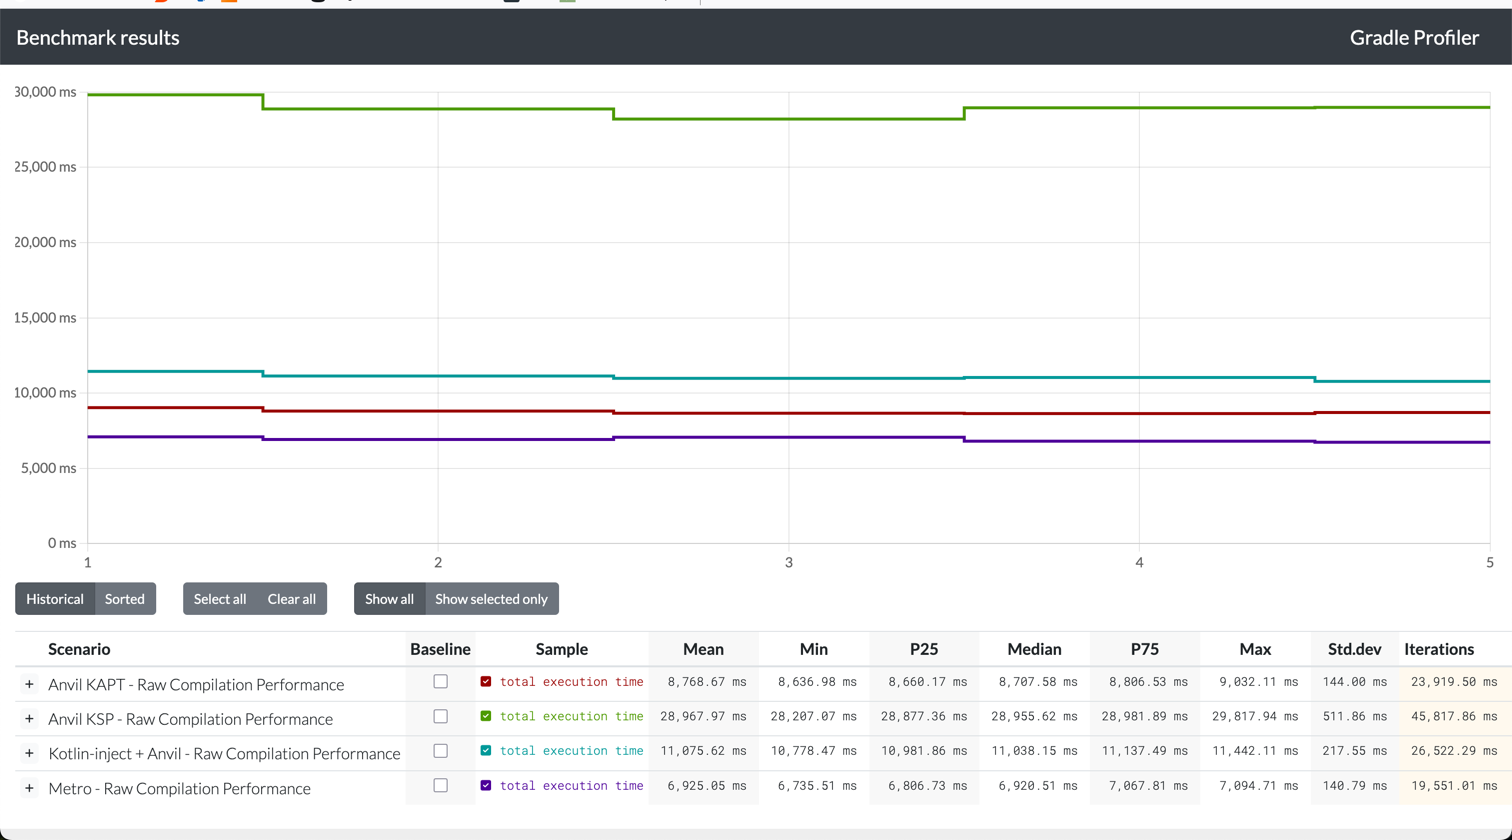 Benchmark results
Gradle Profiler
30,000 ms
25,000 ms
20,000 ms
15,000 ms
10,000 ms
5,000 ms
0 ms
1 2 3 4 5
Historical Sorted Select all Clear all Show all Show selected only
Scenario Baseline Sample Mean Min P25 Median P75 Max Std.dev Iterations
+ Anvil KAPT - Raw Compilation Performance total execution time 8,768.67 ms 8,636.98 ms 8,660.17 ms 8,707.58 ms 8,806.53 ms 9,032.11 ms 144.00 ms 23,919.50 ms
+ Anvil KSP - Raw Compilation Performance total execution time 28,967.97 ms 28,207.07 ms 28,877.36 ms 28,955.62 ms 28,981.89 ms 29,817.94 ms 511.86 ms 45,817.86 ms
+ Kotlin-inject + Anvil - Raw Compilation Performance total execution time 11,075.62 ms 10,778.47 ms 10,981.86 ms 11,038.15 ms 11,137.49 ms 11,442.11 ms 217.55 ms 26,522.29 ms
+ Metro - Raw Compilation Performance total execution time 6,925.05 ms 6,735.51 ms 6,806.73 ms 6,920.51 ms 7,067.81 ms 7,094.71 ms 140.79 ms 19,551.01 ms